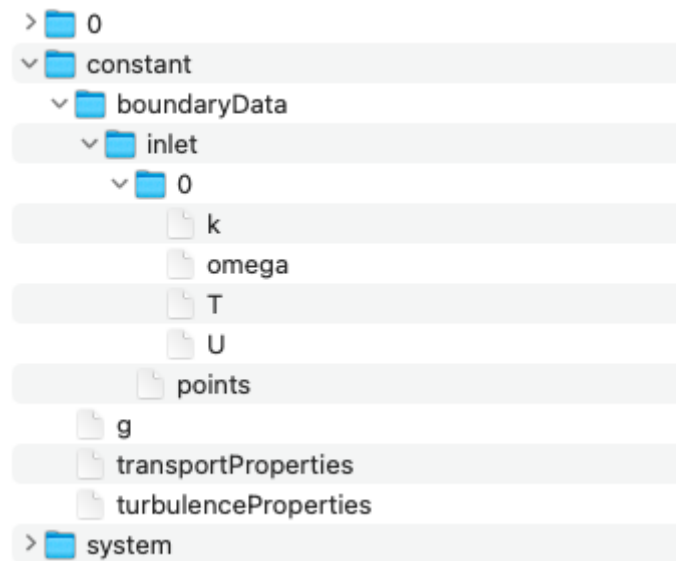 0
constant
boundaryData
inlet
0
k
omega
T
U
points
g
transportProperties
turbulenceProperties
system